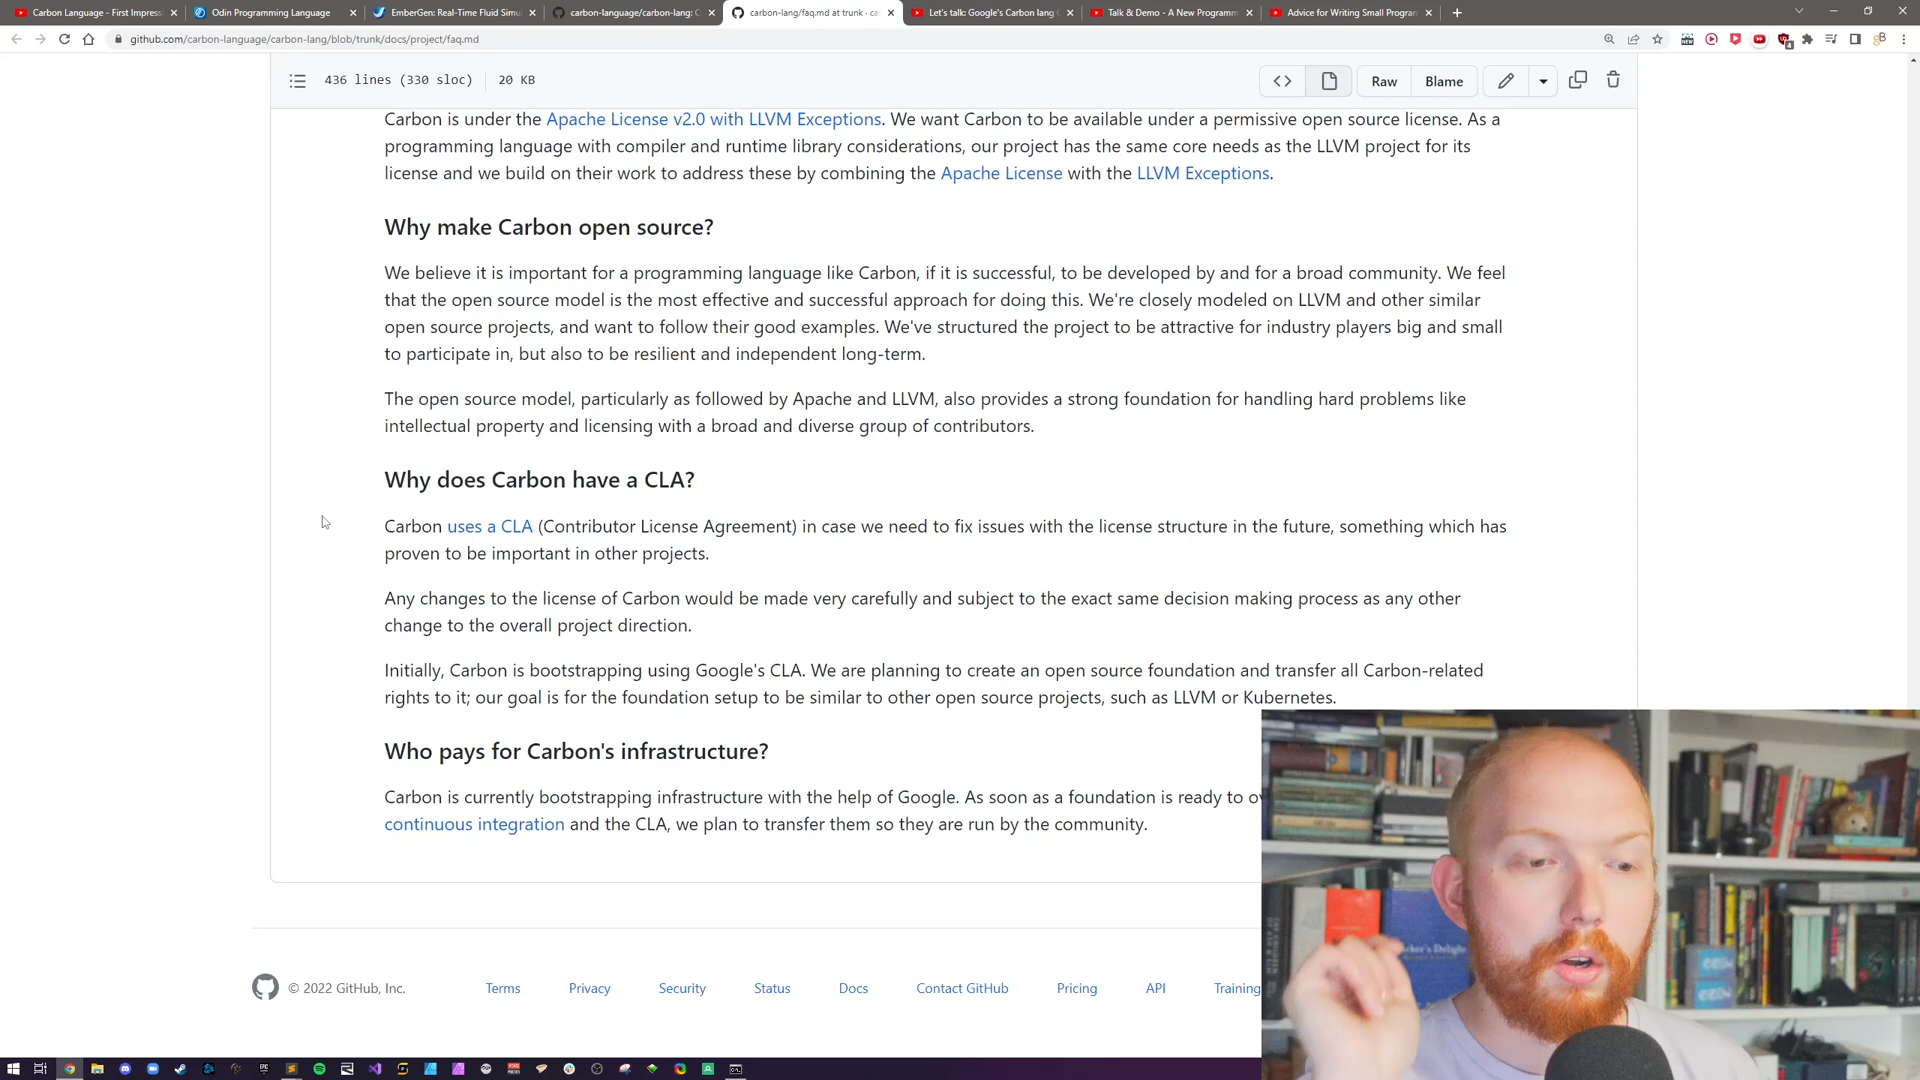 Carbon Language - First Impress
Odin Programming Language
EmberGen: Real-Time Fluid Simu
carbon-language/carbon-lang: C
carbon-lang/faq.md at trunk · ca
Let's talk: Google's Carbon lang
Talk & Demo - A New Programm
Advice for Writing Small Program
github.com/carbon-language/carbon-lang/blob/trunk/docs/project/faq.md
436 lines (330 sloc) 20 KB
Raw Blame
Carbon is under the Apache License v2.0 with LLVM Exceptions. We want Carbon to be available under a permissive open source license. As a
programming language with compiler and runtime library considerations, our project has the same core needs as the LLVM project for its
license and we build on their work to address these by combining the Apache License with the LLVM Exceptions.
Why make Carbon open source?
We believe it is important for a programming language like Carbon, if it is successful, to be developed by and for a broad community. We feel
that the open source model is the most effective and successful approach for doing this. We're closely modeled on LLVM and other similar
open source projects, and want to follow their good examples. We've structured the project to be attractive for industry players big and small
to participate in, but also to be resilient and independent long-term.
The open source model, particularly as followed by Apache and LLVM, also provides a strong foundation for handling hard problems like
intellectual property and licensing with a broad and diverse group of contributors.
Why does Carbon have a CLA?
Carbon uses a CLA (Contributor License Agreement) in case we need to fix issues with the license structure in the future, something which has
proven to be important in other projects.
Any changes to the license of Carbon would be made very carefully and subject to the exact same decision making process as any other
change to the overall project direction.
Initially, Carbon is bootstrapping using Google's CLA. We are planning to create an open source foundation and transfer all Carbon-related
rights to it; our goal is for the foundation setup to be similar to other open source projects, such as LLVM or Kubernetes.
Who pays for Carbon's infrastructure?
Carbon is currently bootstrapping infrastructure with the help of Google. As soon as a foundation is ready to ov
continuous integration and the CLA, we plan to transfer them so they are run by the community.
© 2022 GitHub, Inc.
Terms
Privacy
Security
Status
Docs
Contact GitHub
Pricing
API
Training